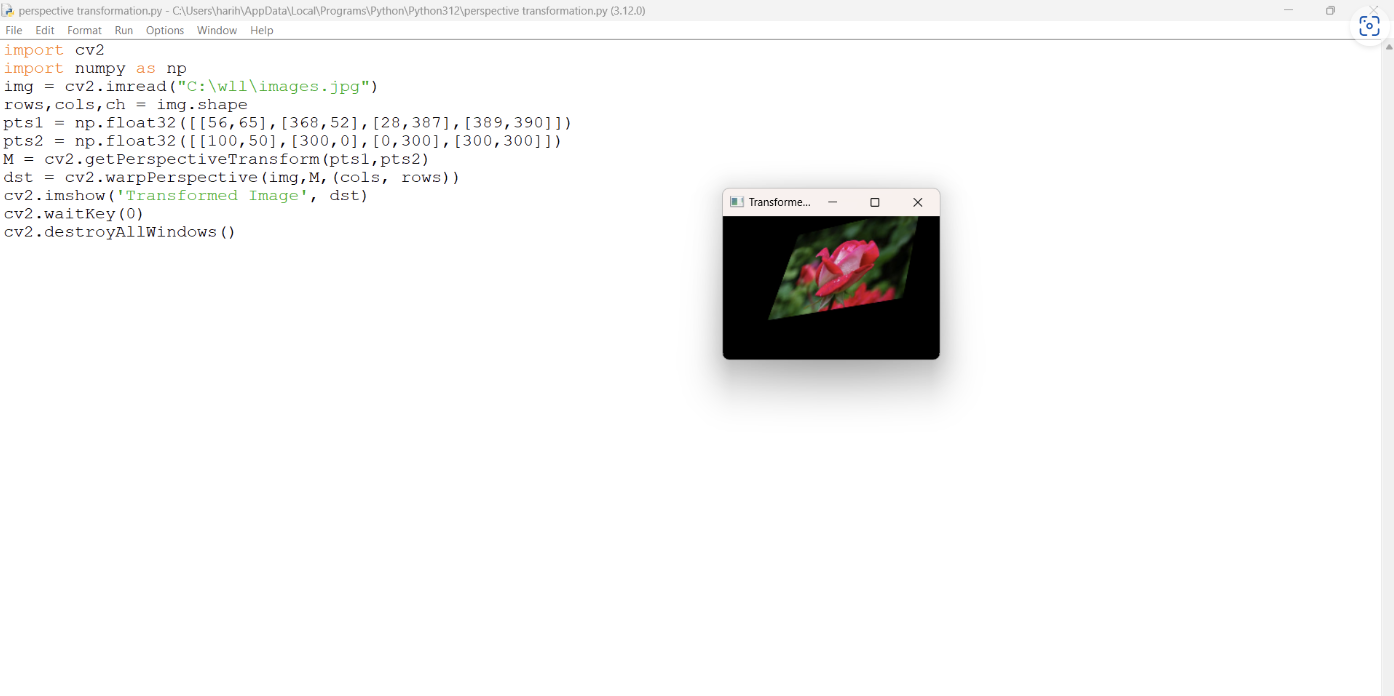 perspective transformation.py - C:\Users\harih\AppData\Local\Programs\Python\Python312\perspective transformation.py (3.12.0)
File Edit Format Run Options Window Help
import cv2
import numpy as np
img = cv2.imread("C:\wll\images.jpg")
rows,cols,ch = img.shape
pts1 = np.float32([[56,65],[368,52],[28,387],[389,390]])
pts2 = np.float32([[100,50],[300,0],[0,300],[300,300]])
M = cv2.getPerspectiveTransform(pts1,pts2)
dst = cv2.warpPerspective(img,M,(cols, rows))
cv2.imshow('Transformed Image', dst)
cv2.waitKey(0)
cv2.destroyAllWindows()
Transforme...